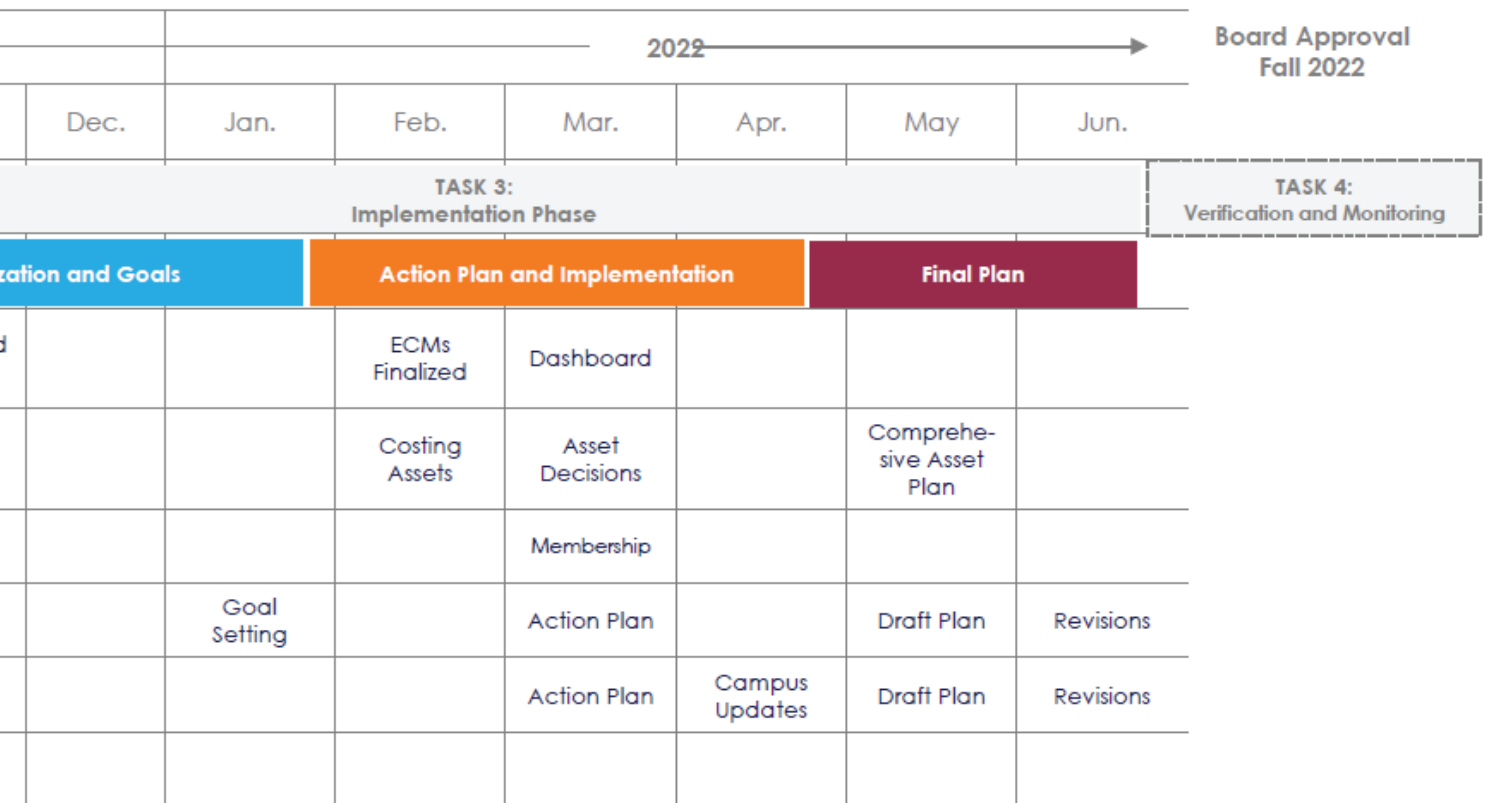 2022
Board Approval
Fall 2022
Dec.
Jan.
Feb.
Mar.
Apr.
May
Jun.
TASK 3:
Implementation Phase
TASK 4:
Verification and Monitoring
zation and Goals
Action Plan and Implementation
Final Plan
d
ECMs
Finalized
Dashboard
Costing
Assets
Asset
Decisions
Comprehe-
sive Asset
Plan
Membership
Goal
Setting
Action Plan
Draft Plan
Revisions
Action Plan
Campus
Updates
Draft Plan
Revisions